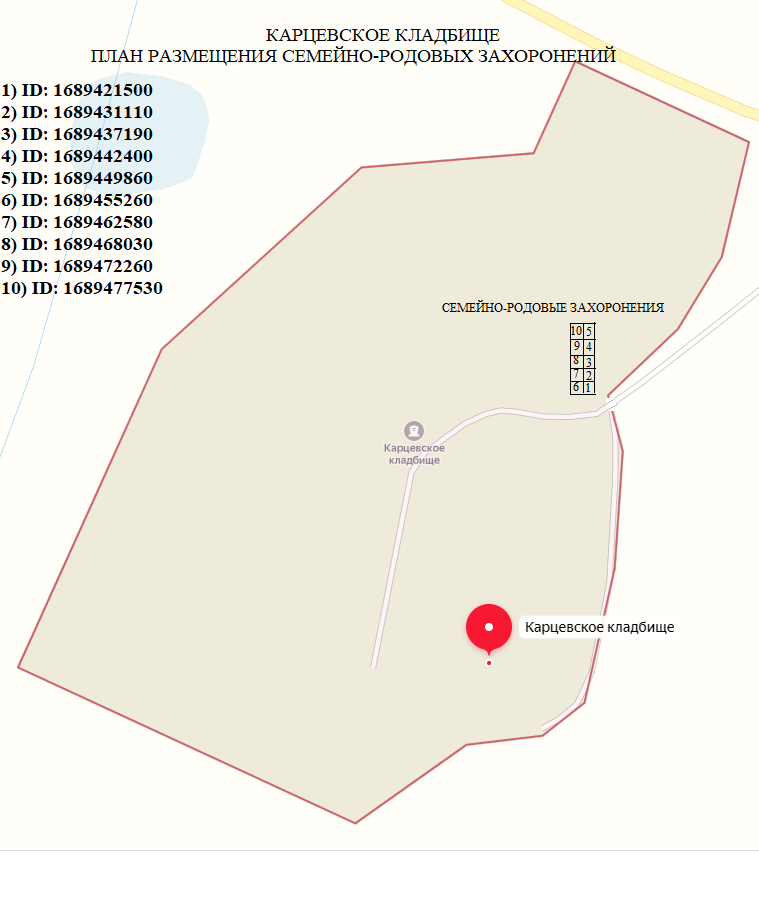 КАРЦЕВСКОЕ КЛАДБИЩЕ
ПЛАН РАЗМЕЩЕНИЯ СЕМЕЙНО-РОДОВЫХ ЗАХОРОНЕНИЙ
1) ID: 1689421500
2) ID: 1689431110
3) ID: 1689437190
4) ID: 1689442400
5) ID: 1689449860
6) ID: 1689455260
7) ID: 1689462580
8) ID: 1689468030
9) ID: 1689472260
10) ID: 1689477530
СЕМЕЙНО-РОДОВЫЕ ЗАХОРОНЕНИЯ
10 5
9 4
8 3
7 2
6 1
Карцевское
кладбище
Карцевское кладбище